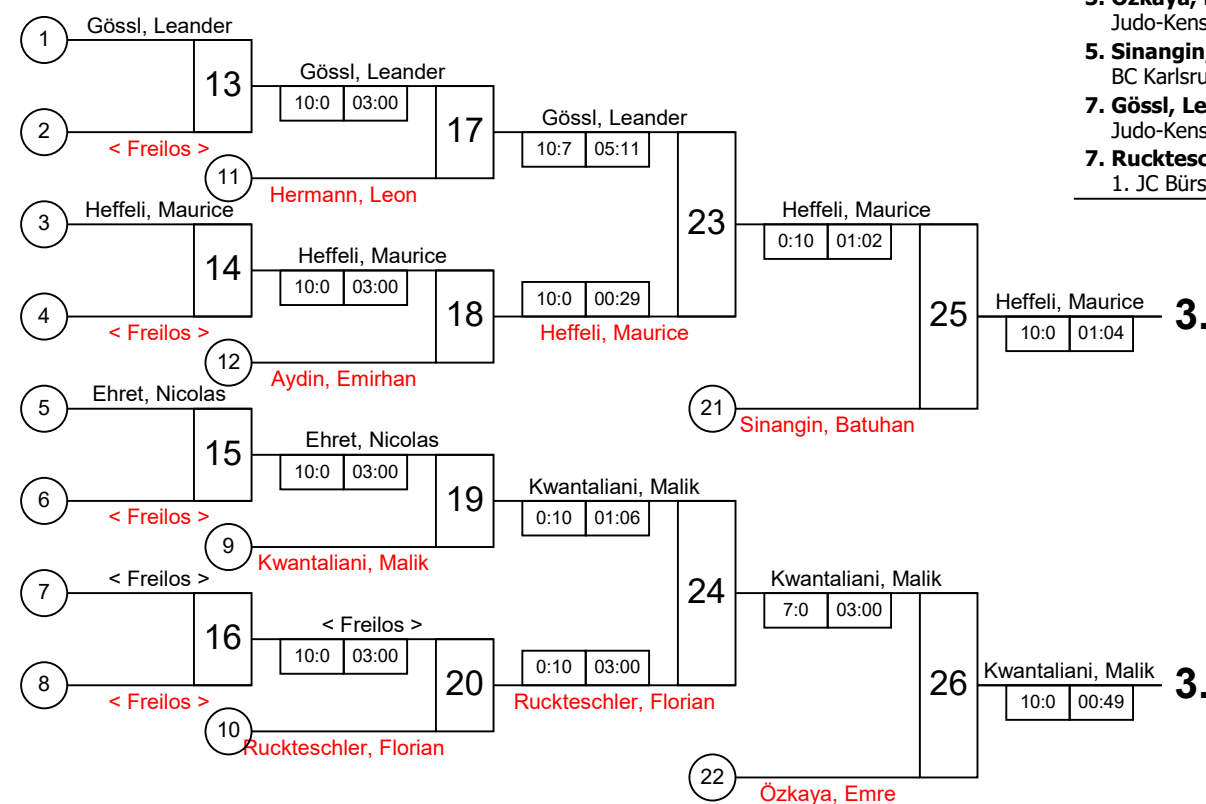 3. Özkaya,
Judo-Kens
5. Sinangin,
BC Karlsru
7. Gössl, Le
Judo-Kens
7. Ruckteso
1. JC Bürs
1
Gössl, Leander
13
2
< Freilos >
Gössl, Leander
10:0 03:00
17
11
Hermann, Leon
3
Heffeli, Maurice
14
4
< Freilos >
Heffeli, Maurice
10:0 03:00
18
12
Aydin, Emirhan
Gössl, Leander
10:7 05:11
23
10:0 00:29
Heffeli, Maurice
Heffeli, Maurice
0:10 01:02
25
21
Sinangin, Batuhan
Heffeli, Maurice
10:0 01:04
3.
5
Ehret, Nicolas
15
6
< Freilos >
Ehret, Nicolas
10:0 03:00
19
9
Kwantaliani, Malik
7
< Freilos >
16
8
< Freilos >
< Freilos >
10:0 03:00
20
10
Ruckteschler, Florian
Kwantaliani, Malik
0:10 01:06
24
0:10 03:00
Ruckteschler, Florian
Kwantaliani, Malik
7:0 03:00
26
22
Özkaya, Emre
Kwantaliani, Malik
10:0 00:49
3.